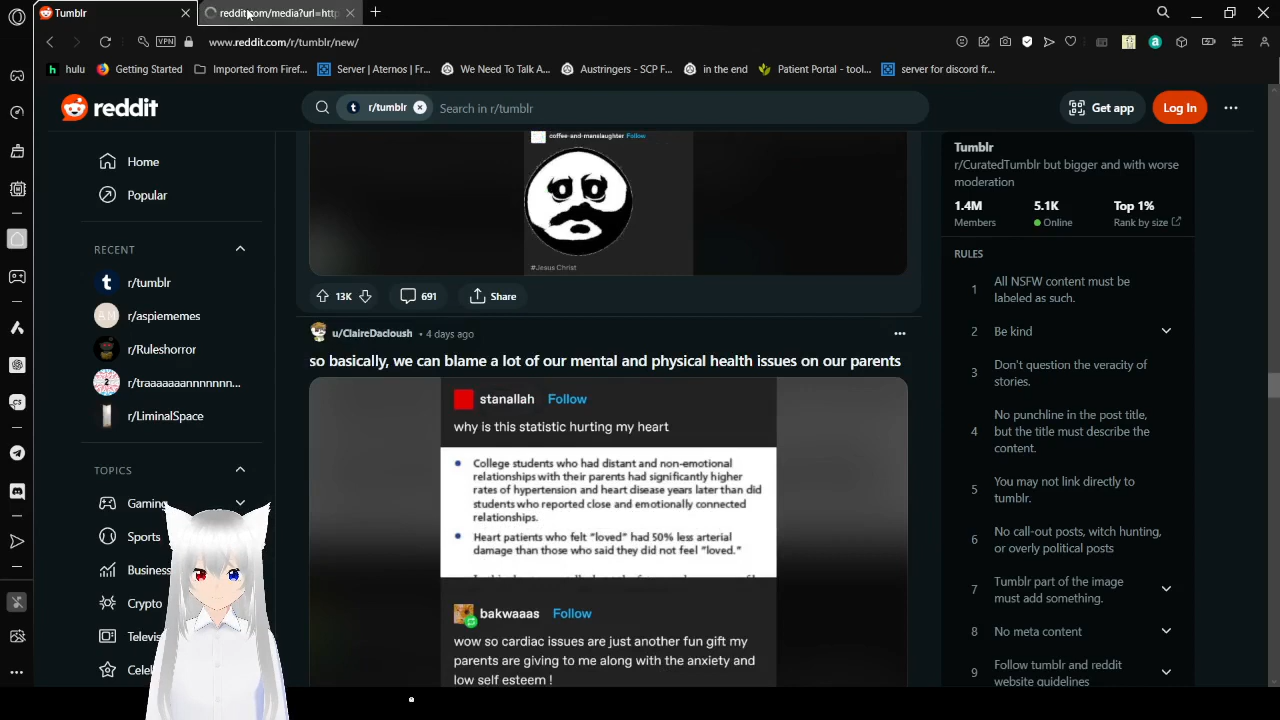 Tumblr
reddit.com/media?url=http
VPN
www.reddit.com/r/tumblr/new/
hulu
Getting Started
Imported from Firef...
Server | Aternos | Fr...
We Need To Talk A...
Austringers - SCP F...
in the end
Patient Portal - tool...
server for discord fr...
reddit
r/tumblr
Search in r/tumblr
Get app
Log In
Home
Popular
RECENT
r/tumblr
r/aspiememes
r/Ruleshorror
r/traaaaaaannnnnnn...
r/LiminalSpace
TOPICS
Gaming
Sports
Business
Crypto
Televis
Celeb
coffee-and-manslaughter Follow
#Jesus Christ
13K
691
Share
u/ClaireDacloush • 4 days ago
so basically, we can blame a lot of our mental and physical health issues on our parents
stanallah Follow
why is this statistic hurting my heart
College students who had distant and non-emotional
relationships with their parents had significantly higher
rates of hypertension and heart disease years later than did
students who reported close and emotionally connected
relationships.
Heart patients who felt "loved" had 50% less arterial
damage than those who said they did not feel "loved."
bakwaaas Follow
wow so cardiac issues are just another fun gift my
parents are giving to me along with the anxiety and
low self esteem !
Tumblr
r/CuratedTumblr but bigger and with worse
moderation
1.4M
Members
5.1K
Online
Top 1%
Rank by size
RULES
1 All NSFW content must be
labeled as such.
2 Be kind
3 Don't question the veracity of
stories.
4 No punchline in the post title,
but the title must describe the
content.
5 You may not link directly to
tumblr.
6 No call-out posts, witch hunting,
or overly political posts
7 Tumblr part of the image
must add something.
8 No meta content
9 Follow tumblr and reddit
website guidelines